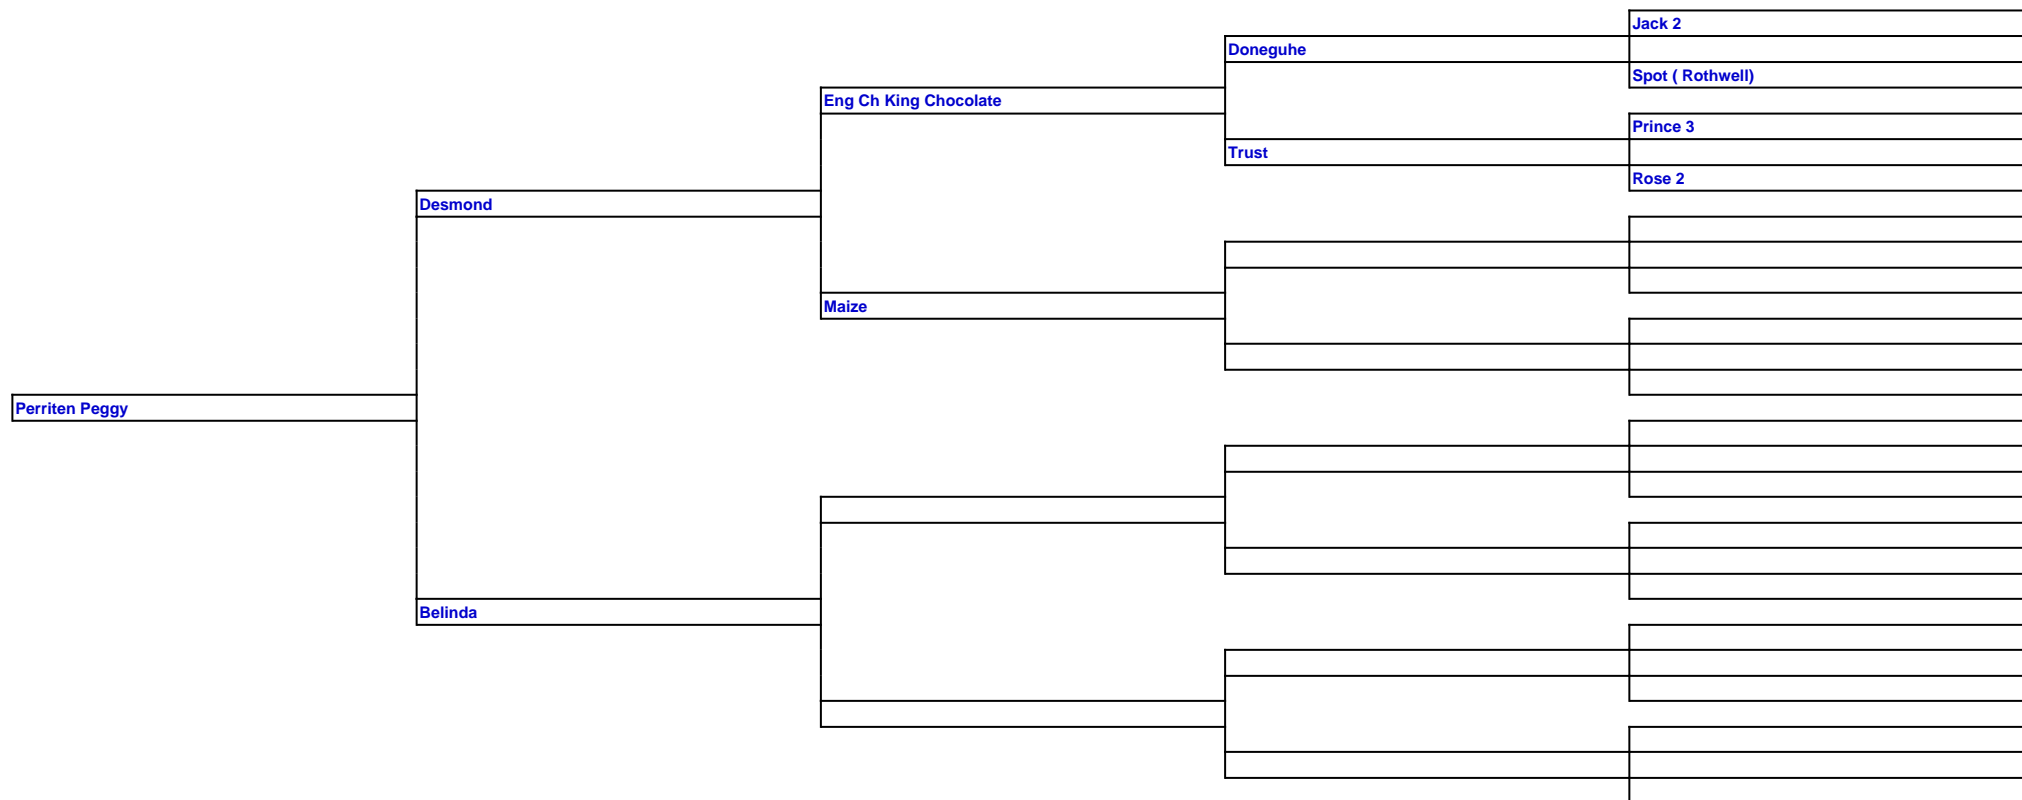 Jack 2
Doneguhe
Spot ( Rothwell)
Eng Ch King Chocolate
Prince 3
Trust
Rose 2
Desmond
Maize
Perriten Peggy
Belinda